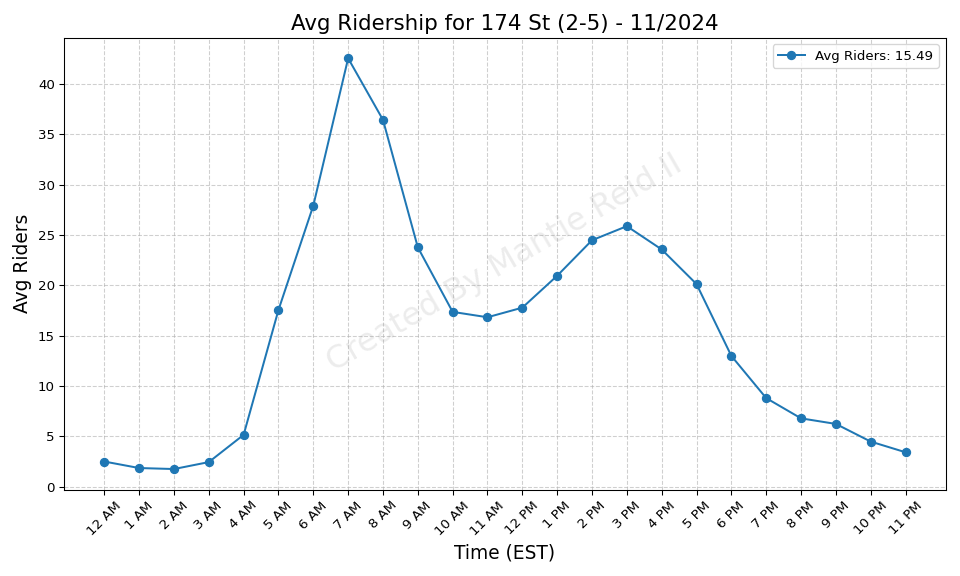 Avg Ridership for 174 St (2-5) - 11/2024
Avg Riders: 15.49
Avg Riders
40
35
30
25
20
15
10
5
0
Created By Mantie Reid II
12 AM
1 AM
2 AM
3 AM
4 AM
5 AM
6 AM
7 AM
8 AM
9 AM
10 AM
11 AM
12 PM
1 PM
2 PM
3 PM
4 PM
5 PM
6 PM
7 PM
8 PM
9 PM
10 PM
11 PM
Time (EST)